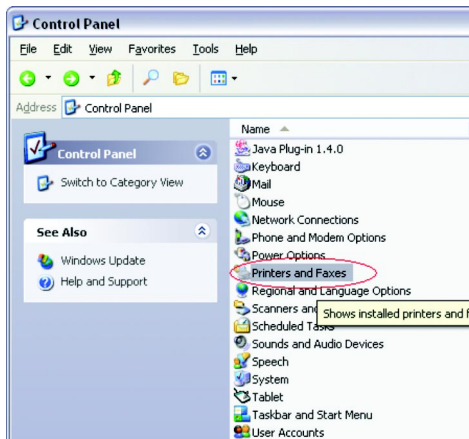 Control Panel
File Edit View Favorites Tools Help
Address Control Panel
Control Panel
Switch to Category View
See Also
Windows Update
Help and Support
Name
Java Plug-in 1.4.0
Keyboard
Mail
Mouse
Network Connections
Phone and Modem Options
Power Options
Printers and Faxes
Regional and Language Options
Scanners and
Shows installed printers and f
Scheduled Tasks
Sounds and Audio Devices
Speech
System
Tablet
Taskbar and Start Menu
User Accounts